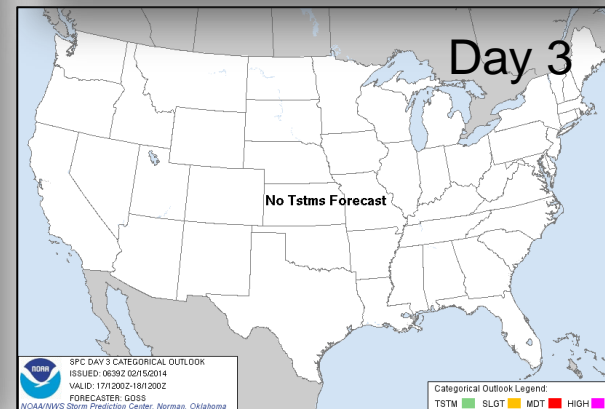 Day 3
No Tstms Forecast
NOAA
SPC DAY 3 CATEGORICAL OUTLOOK
ISSUED: 0639Z 02/15/2014
VALID: 17/1200Z-18/1200Z
FORECASTER: GOSS
NOAA/NWS Storm Prediction Center, Norman, Oklahoma
Categorical Outlook Legend:
TSTM SLGT MDT HIGH